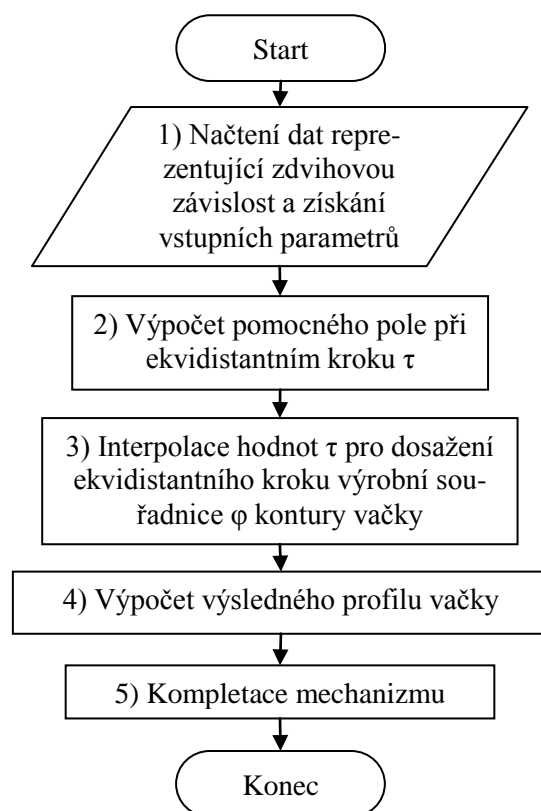 Start
1) Načtení dat repre-
zentující zdvihovou
závislost a získání
vstupních parametrů
2) Výpočet pomocného pole při
ekvidistantním kroku τ
3) Interpolace hodnot τ pro dosažení
ekvidistantního kroku výrobní sou-
řadnice φ kontury vačky
4) Výpočet výsledného profilu vačky
5) Kompletace mechanizmu
Konec